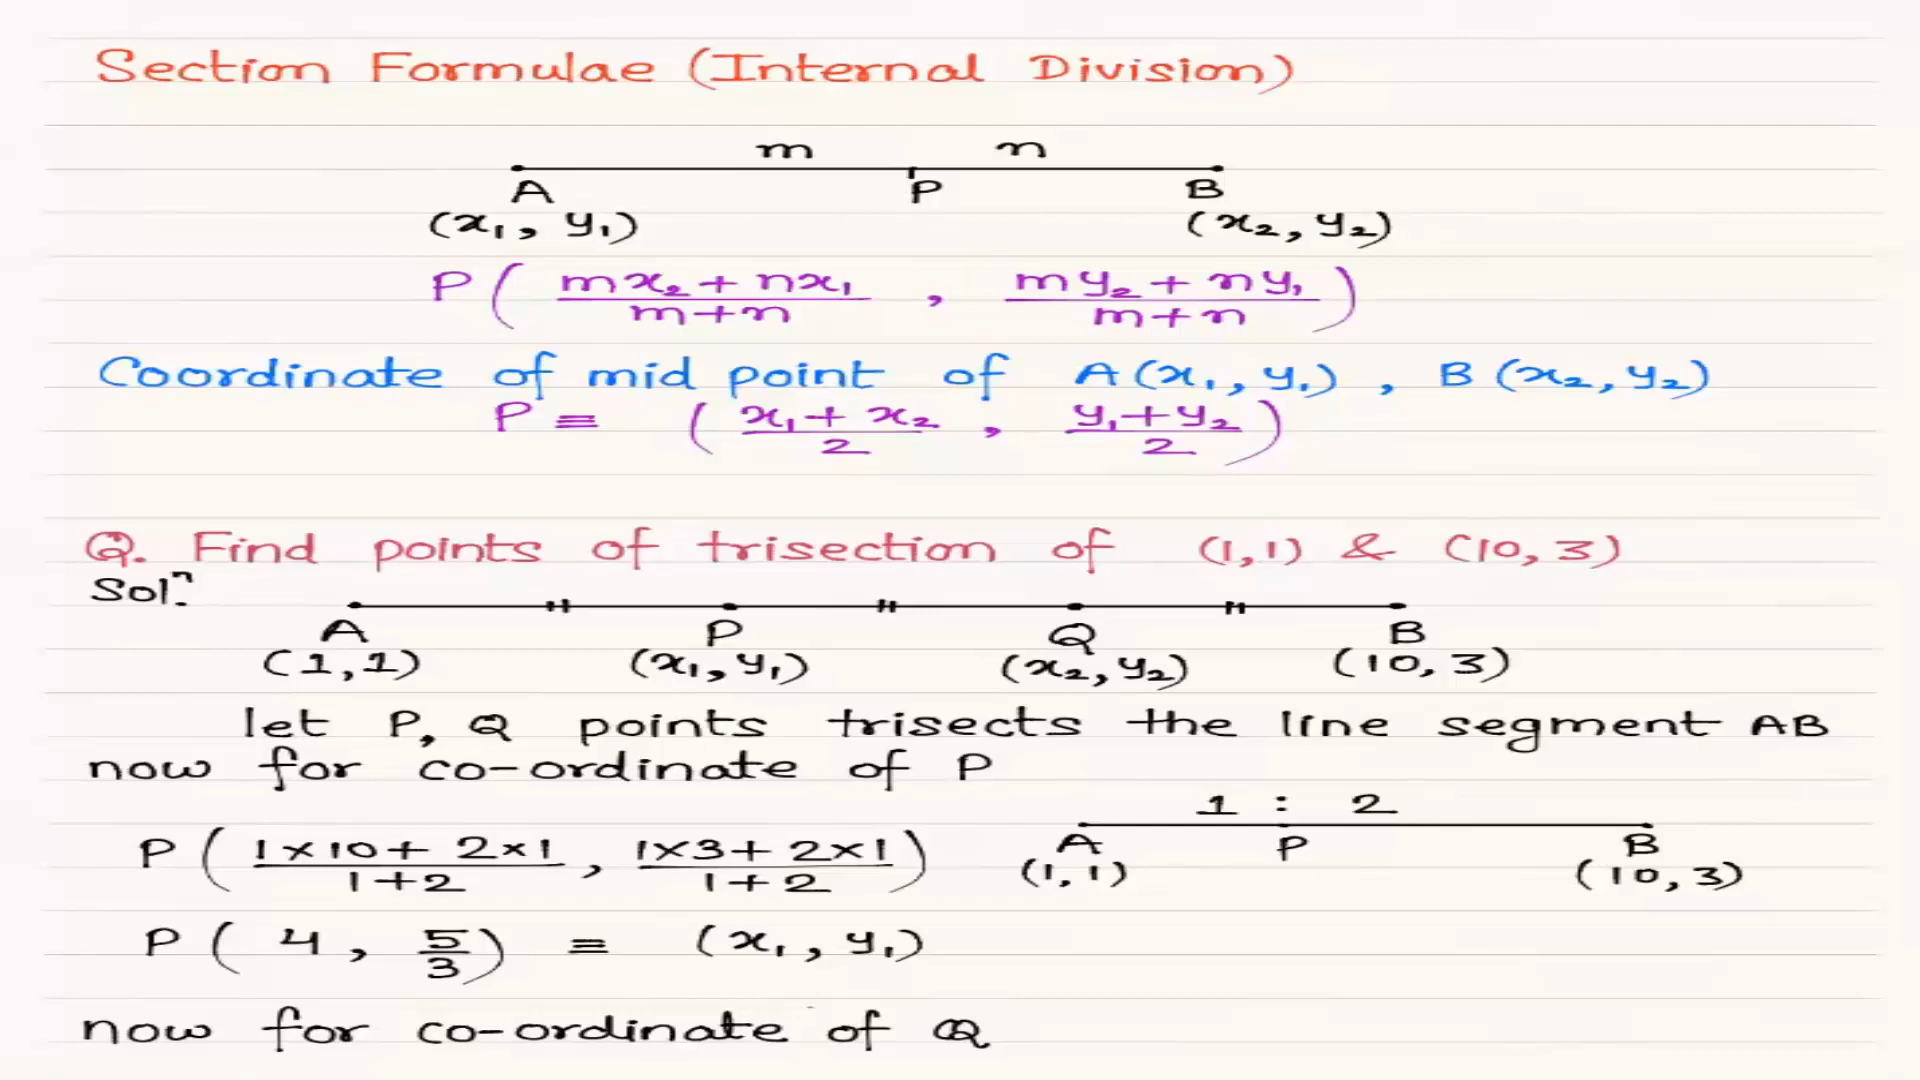 Section Formulae (Internal Division)
m n
A P B
(x₁, y₁) (x₂, y₂)
P ( (mx₂ + nx₁)/(m+n) , (my₂ + ny₁)/(m+n) )
Coordinate of mid point of A(x₁, y₁) , B(x₂, y₂)
P ≡ ( (x₁ + x₂)/2 , (y₁ + y₂)/2 )
Q. Find points of trisection of (1,1) & (10, 3)
Solⁿ:
A P Q B
(1,1) (x₁, y₁) (x₂, y₂) (10, 3)
let P, Q points trisects the line segment AB
now for co-ordinate of P
1 : 2
P ( (1×10 + 2×1)/(1+2) , (1×3 + 2×1)/(1+2) ) A P B
(1,1) (10, 3)
P ( 4 , 5/3 ) ≡ (x₁, y₁)
now for co-ordinate of Q